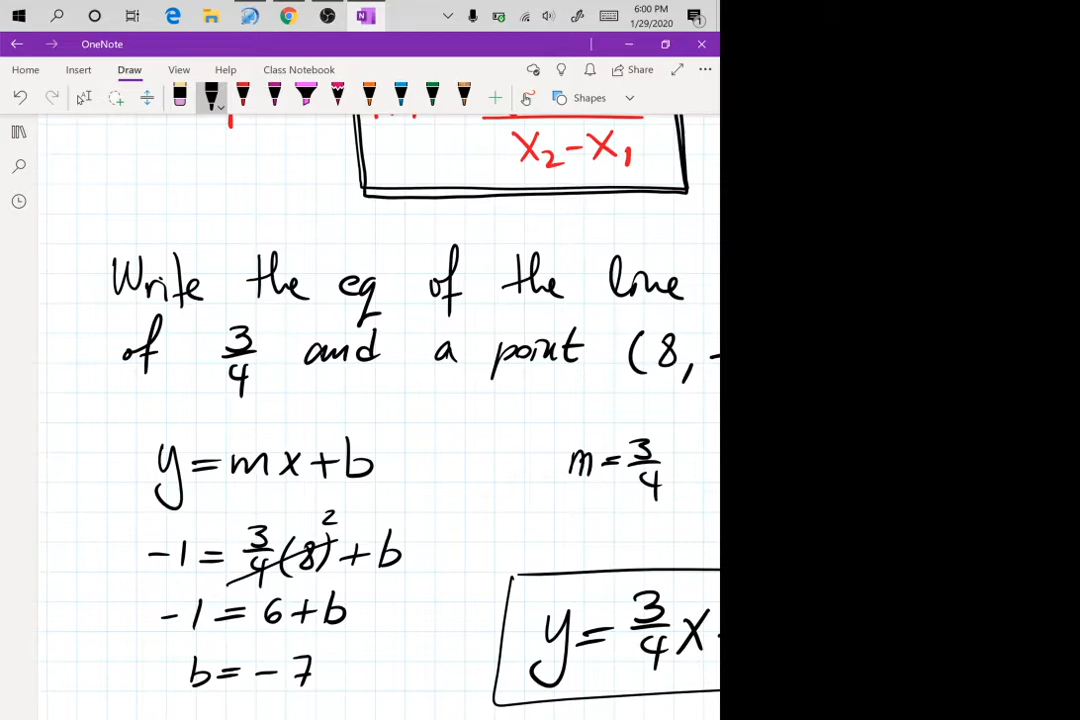 6:00 PM
1/29/2020
OneNote
Home Insert Draw View Help Class Notebook Share
Shapes
x₂-x₁
Write the eq of the line
of 3/4 and a point (8, -
y=mx+b
m=3/4
-1=3/4(8)²+b
-1=6+b
y=3/4x-
b=-7